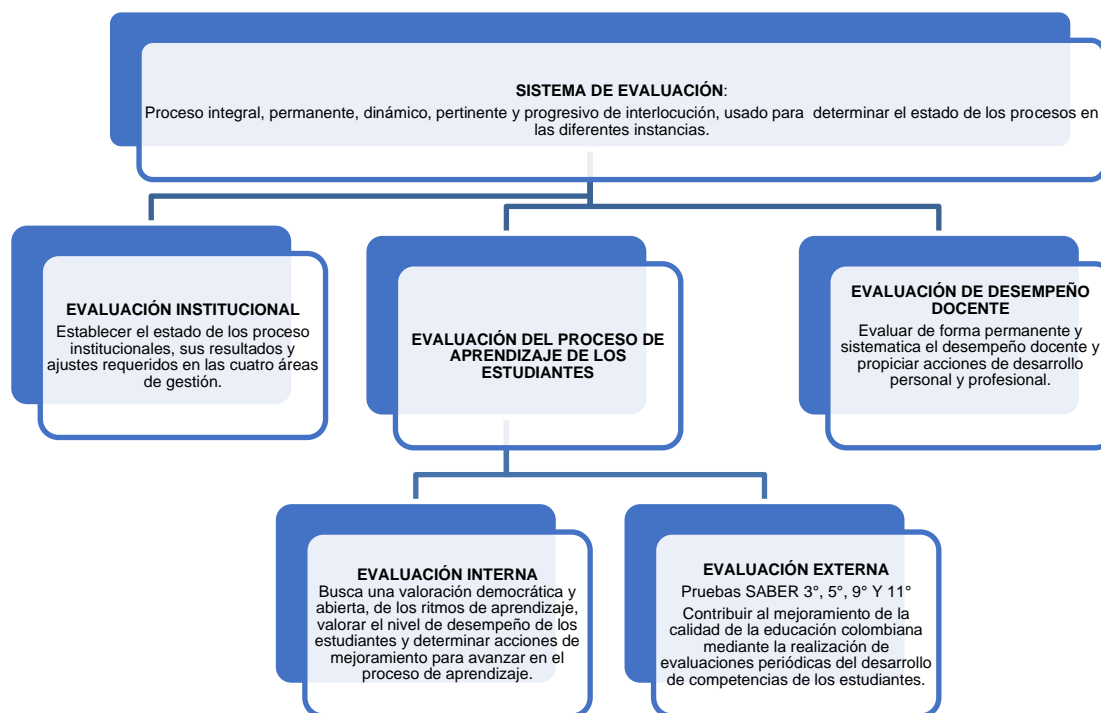 SISTEMA DE EVALUACIÓN:
Proceso integral, permanente, dinámico, pertinente y progresivo de interlocución, usado para determinar el estado de los procesos en
las diferentes instancias.
EVALUACIÓN INSTITUCIONAL
Establecer el estado de los proceso
institucionales, sus resultados y
ajustes requeridos en las cuatro áreas
de gestión.
EVALUACIÓN DEL PROCESO DE
APRENDIZAJE DE LOS
ESTUDIANTES
EVALUACIÓN DE DESEMPEÑO
DOCENTE
Evaluar de forma permanente y
sistematica el desempeño docente y
propiciar acciones de desarrollo
personal y profesional.
EVALUACIÓN INTERNA
Busca una valoración democrática y
abierta, de los ritmos de aprendizaje,
valorar el nivel de desempeño de los
estudiantes y determinar acciones de
mejoramiento para avanzar en el
proceso de aprendizaje.
EVALUACIÓN EXTERNA
Pruebas SABER 3°, 5°, 9° Y 11°
Contribuir al mejoramiento de la
calidad de la educación colombiana
mediante la realización de
evaluaciones periódicas del desarrollo
de competencias de los estudiantes.